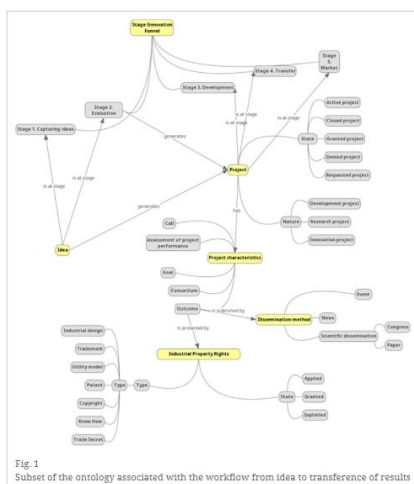 Stage Innovation
Funnel
Stage
5.
Market
Stage 4. Transfer
Stage 3. Development
Stage 2.
Evaluation
Stage 1. Capturing ideas
is at stage
is at stage
generates
is at stage
is at stage
generates
Idea
Project
State
Active project
Closed project
Granted project
Denied project
Requested project
Nature
Development project
Research project
Innovation project
has
Call
Assessment of project
performance
Project characteristics
Goal
Consortium
Outcome
is published by
is protected by
Dissemination method
Event
News
Scientific dissemination
Congress
Paper
Industrial Property Rights
Industrial design
Trademark
Utility model
Patent
Type
Type
Copyright
Know How
Trade Secret
State
Applied
Granted
Exploited
Fig. 1
Subset of the ontology associated with the workflow from idea to transference of results